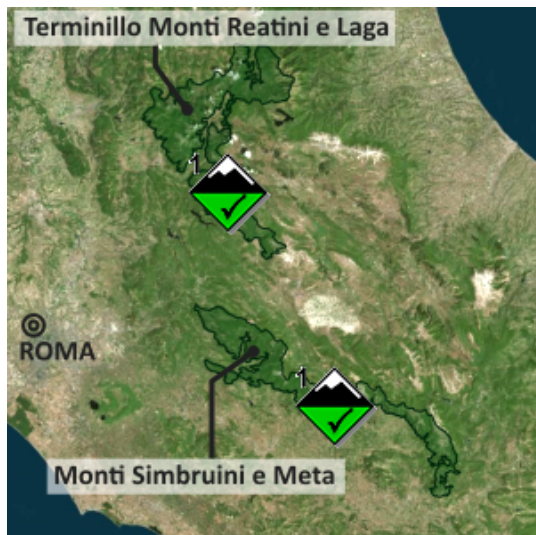 Terminillo Monti Reatini e Laga
1
ROMA
1
Monti Simbruini e Meta